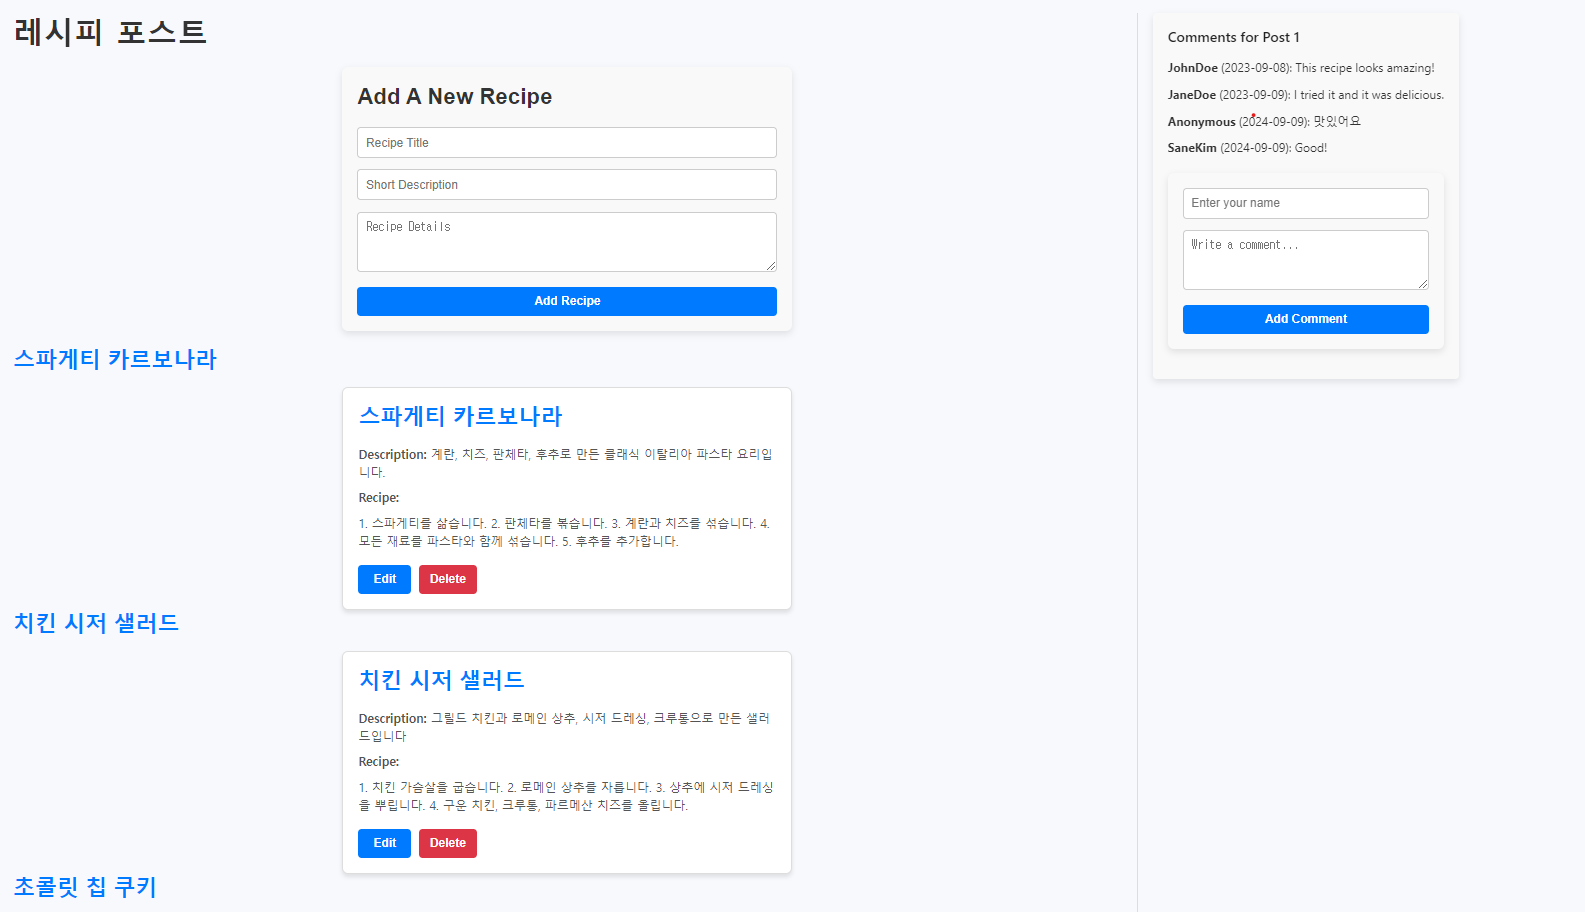 레시피 포스트
Add A New Recipe
Recipe Title
Short Description
Recipe Details
Add Recipe
스파게티 카르보나라
스파게티 카르보나라
Description: 계란, 치즈, 판체타, 후추로 만든 클래식 이탈리아 파스타 요리입
니다.
Recipe:
1. 스파게티를 삶습니다. 2. 판체타를 볶습니다. 3. 계란과 치즈를 섞습니다. 4.
모든 재료를 파스타와 함께 섞습니다. 5. 후추를 추가합니다.
Edit Delete
치킨 시저 샐러드
치킨 시저 샐러드
Description: 그릴드 치킨과 로메인 상추, 시저 드레싱, 크루통으로 만든 샐러
드입니다
Recipe:
1. 치킨 가슴살을 굽습니다. 2. 로메인 상추를 자릅니다. 3. 상추에 시저 드레싱
을 뿌립니다. 4. 구운 치킨, 크루통, 파르메산 치즈를 올립니다.
Edit Delete
초콜릿 칩 쿠키
Comments for Post 1
JohnDoe (2023-09-08): This recipe looks amazing!
JaneDoe (2023-09-09): I tried it and it was delicious.
Anonymous (2024-09-09): 맛있어요
SaneKim (2024-09-09): Good!
Enter your name
Write a comment...
Add Comment